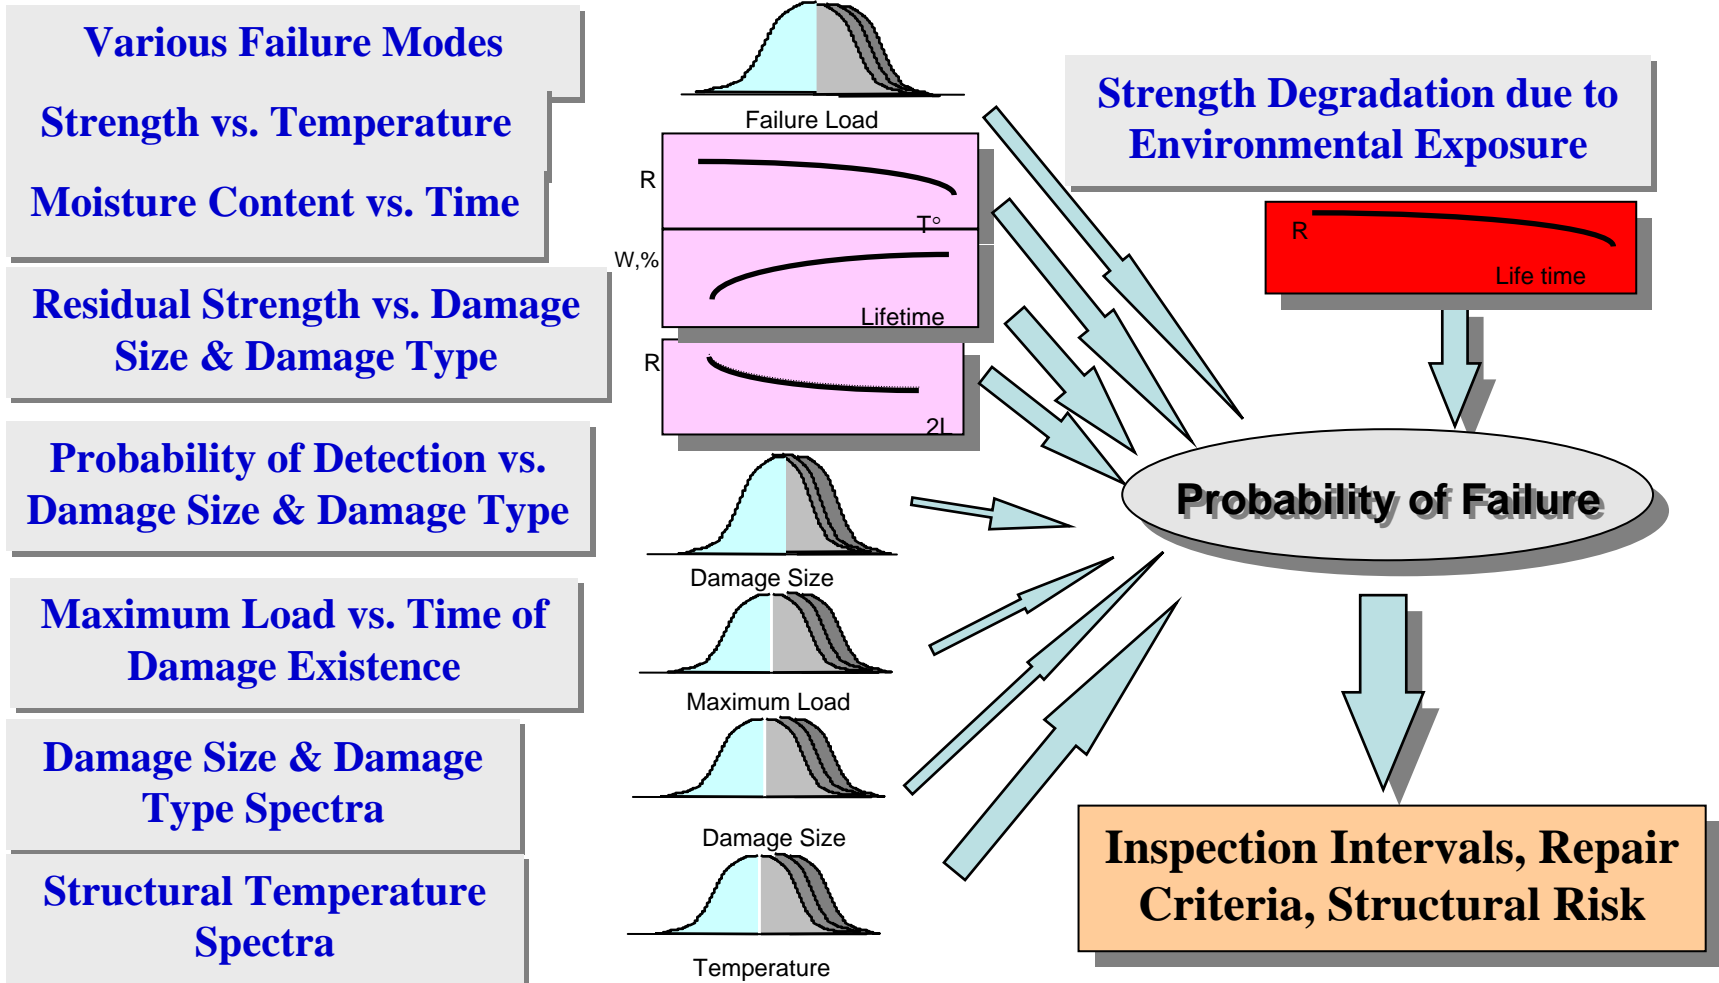 Various Failure Modes
Strength vs. Temperature
Moisture Content vs. Time
Residual Strength vs. Damage
Size & Damage Type
Probability of Detection vs.
Damage Size & Damage Type
Maximum Load vs. Time of
Damage Existence
Damage Size & Damage
Type Spectra
Structural Temperature
Spectra
Failure Load
R
T°
W,%
Lifetime
R
2L
Damage Size
Maximum Load
Damage Size
Temperature
Strength Degradation due to
Environmental Exposure
R
Life time
Probability of Failure
Inspection Intervals, Repair
Criteria, Structural Risk